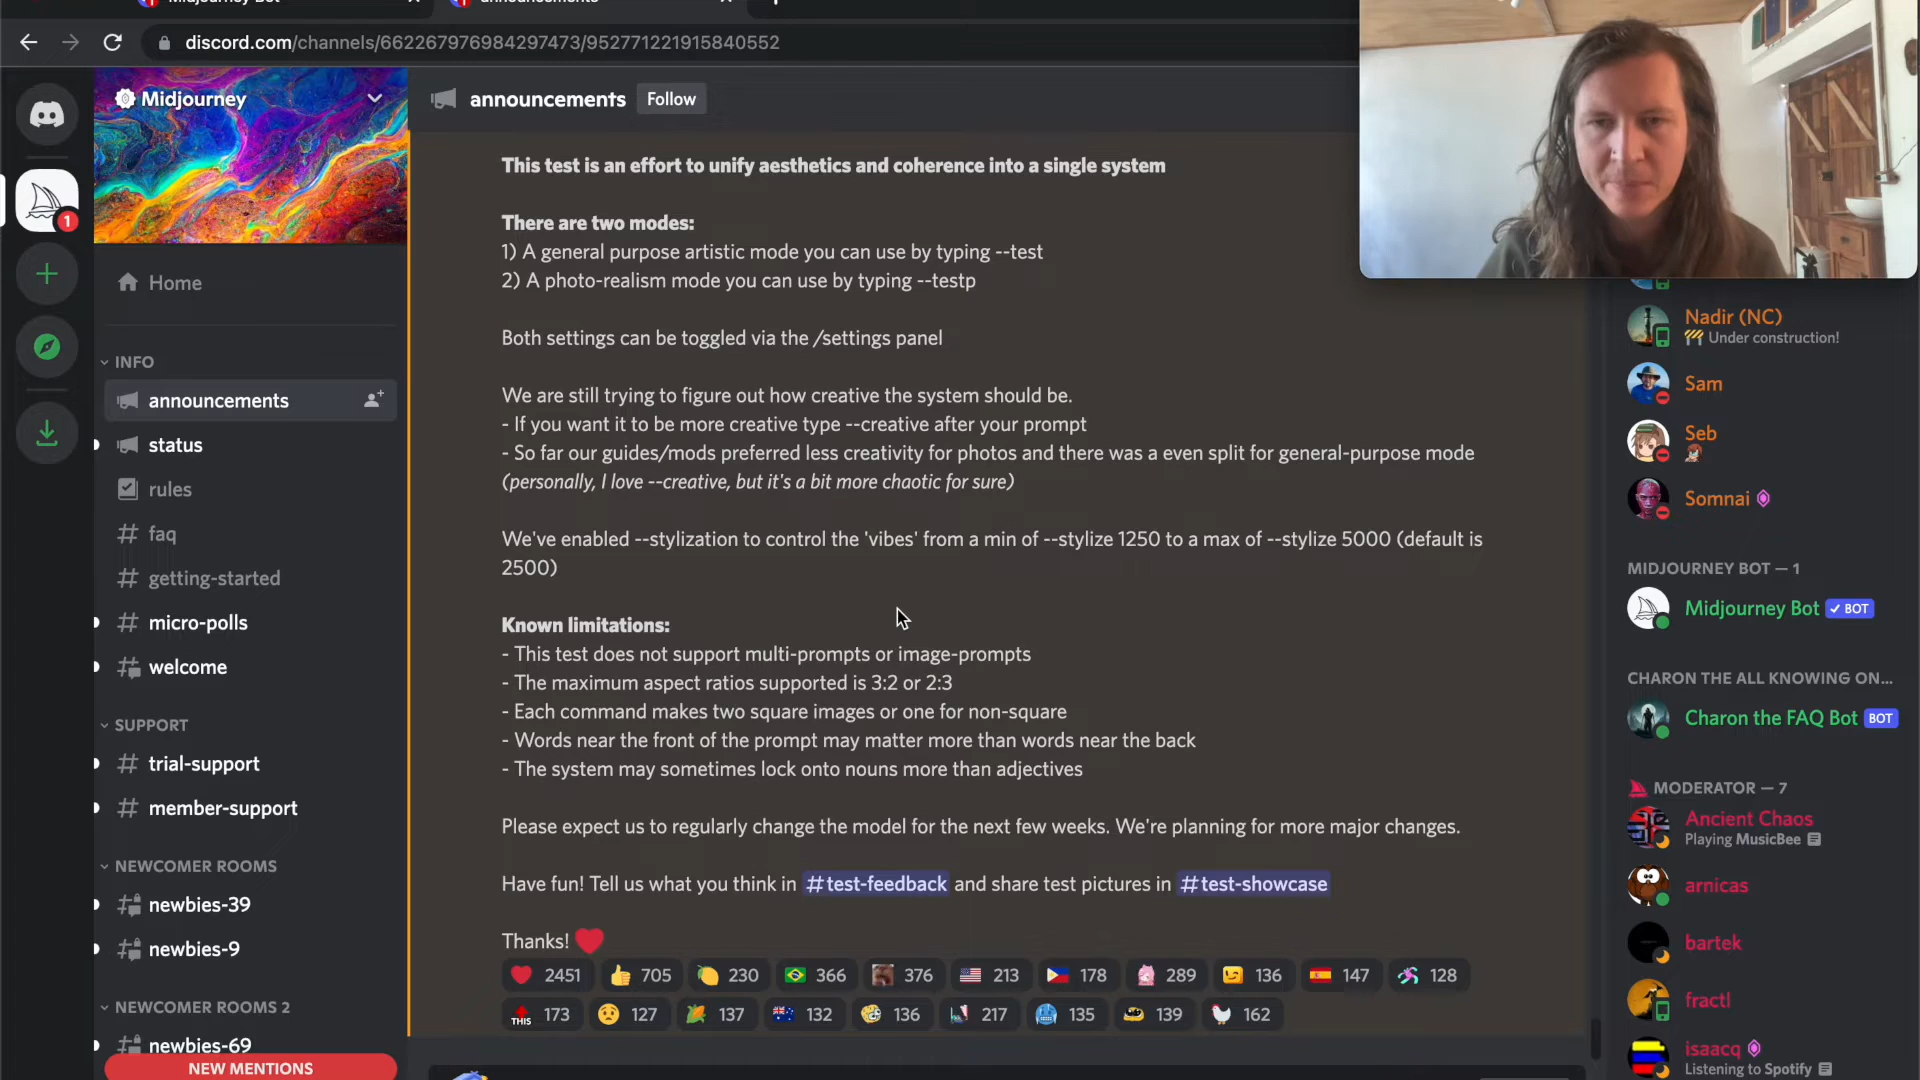 Midjourney Bot
announcements
discord.com/channels/662267976984297473/952771221915840552
Midjourney
announcements
Follow
1
Home
INFO
announcements
status
rules
faq
getting-started
micro-polls
welcome
SUPPORT
trial-support
member-support
NEWCOMER ROOMS
newbies-39
newbies-9
NEWCOMER ROOMS 2
newbies-69
NEW MENTIONS
This test is an effort to unify aesthetics and coherence into a single system
There are two modes:
1) A general purpose artistic mode you can use by typing --test
2) A photo-realism mode you can use by typing --testp
Both settings can be toggled via the /settings panel
We are still trying to figure out how creative the system should be.
- If you want it to be more creative type --creative after your prompt
- So far our guides/mods preferred less creativity for photos and there was a even split for general-purpose mode
(personally, I love --creative, but it's a bit more chaotic for sure)
We've enabled --stylization to control the 'vibes' from a min of --stylize 1250 to a max of --stylize 5000 (default is
2500)
Known limitations:
- This test does not support multi-prompts or image-prompts
- The maximum aspect ratios supported is 3:2 or 2:3
- Each command makes two square images or one for non-square
- Words near the front of the prompt may matter more than words near the back
- The system may sometimes lock onto nouns more than adjectives
Please expect us to regularly change the model for the next few weeks. We're planning for more major changes.
Have fun! Tell us what you think in #test-feedback and share test pictures in #test-showcase
Thanks! ❤️
2451 705 230 366 376 213 178 289 136 147 128
THIS 173 127 137 132 136 217 135 139 162
Nadir (NC)
Under construction!
Sam
Seb
Somnai
MIDJOURNEY BOT — 1
Midjourney Bot ✓ BOT
CHARON THE ALL KNOWING ON...
Charon the FAQ Bot BOT
MODERATOR — 7
Ancient Chaos
Playing MusicBee
arnicas
bartek
fractl
isaacq
Listening to Spotify